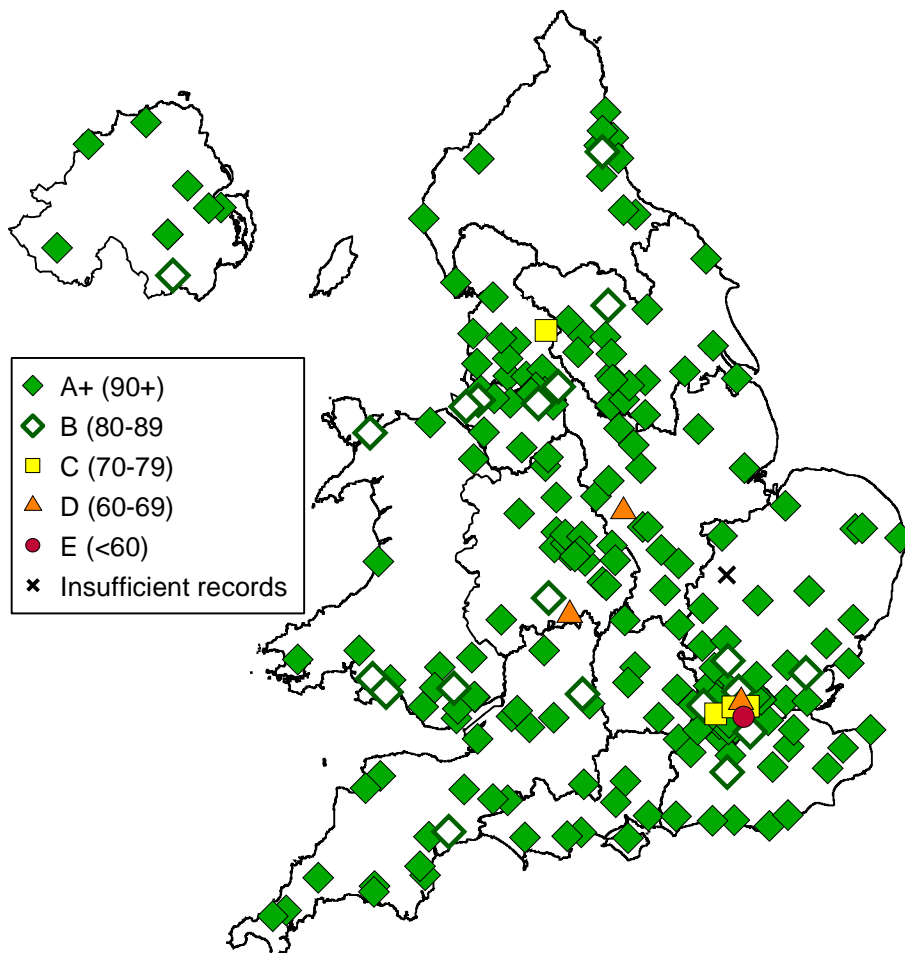 A+ (90+)
B (80-89
C (70-79)
D (60-69)
E (<60)
Insufficient records